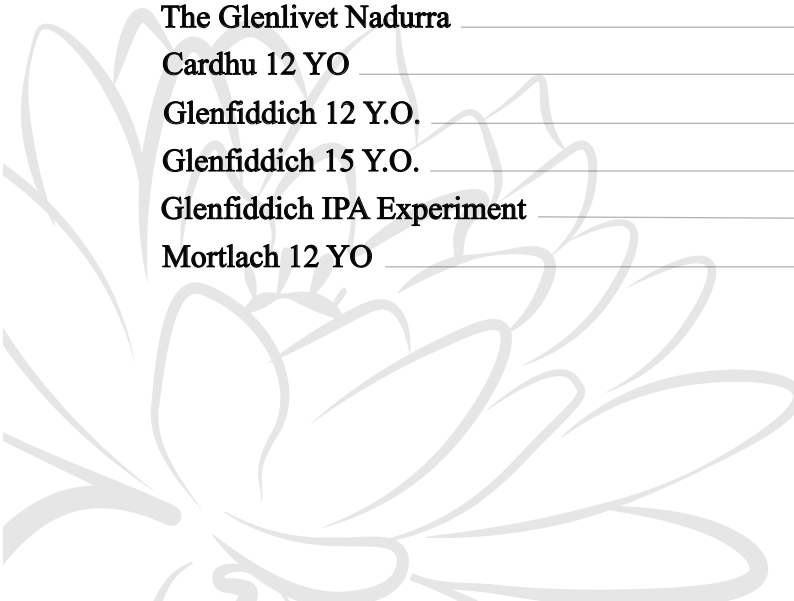 The Glenlivet Nadurra
Cardhu 12 YO
Glenfiddich 12 Y.O.
Glenfiddich 15 Y.O.
Glenfiddich IPA Experiment
Mortlach 12 YO